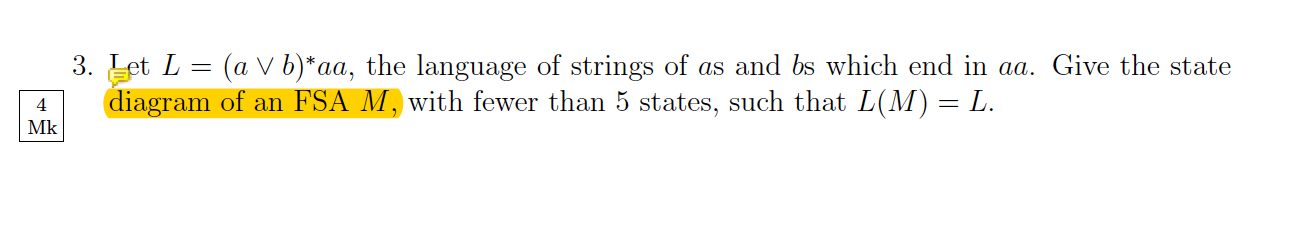 3. Let L = (a ∨ b)*aa, the language of strings of as and bs which end in aa. Give the state
diagram of an FSA M, with fewer than 5 states, such that L(M) = L.
4
Mk